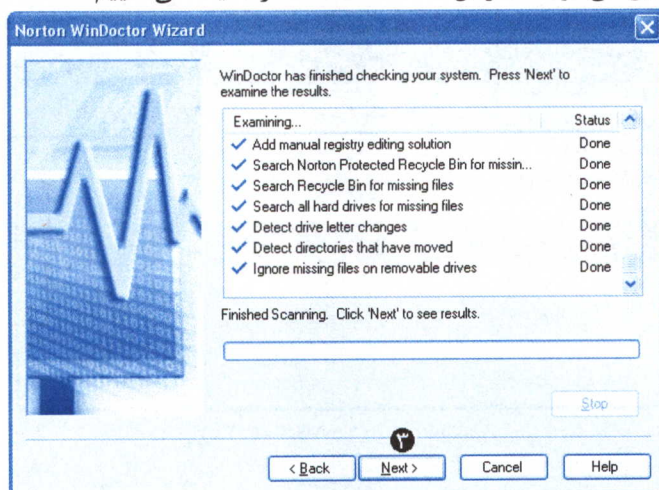 Norton WinDoctor Wizard
WinDoctor has finished checking your system. Press 'Next' to
examine the results.
Examining... Status
Add manual registry editing solution Done
Search Norton Protected Recycle Bin for missin... Done
Search Recycle Bin for missing files Done
Search all hard drives for missing files Done
Detect drive letter changes Done
Detect directories that have moved Done
Ignore missing files on removable drives Done
Finished Scanning. Click 'Next' to see results.
Stop
۳
< Back Next > Cancel Help